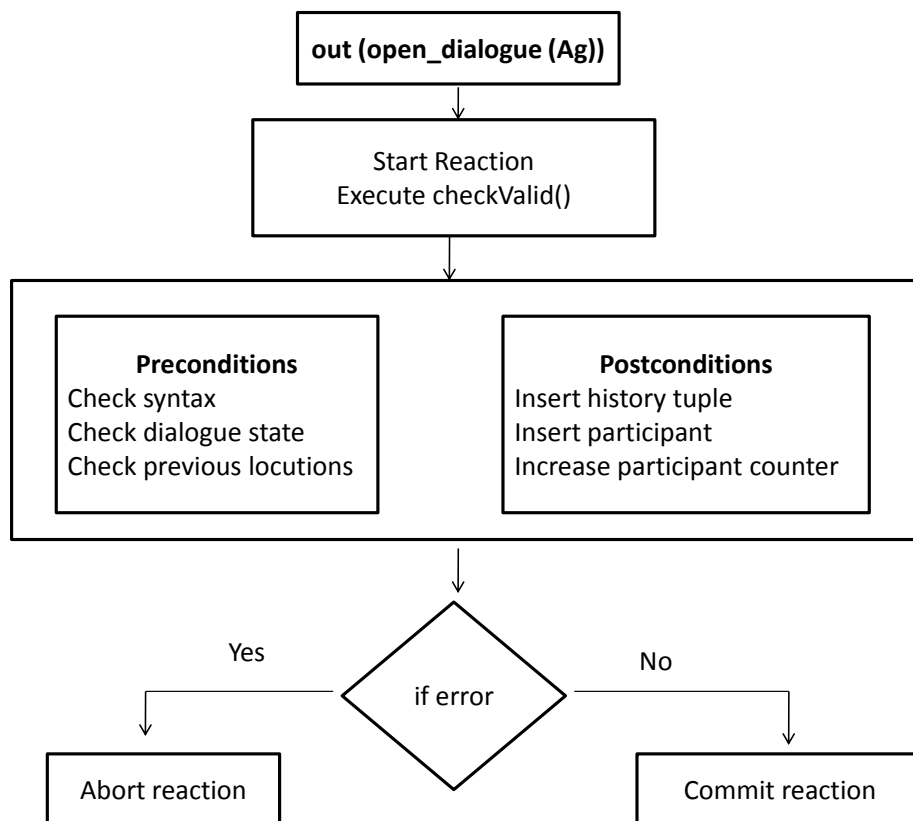 out (open_dialogue (Ag))
Start Reaction
Execute checkValid()
Preconditions
Check syntax
Check dialogue state
Check previous locutions
Postconditions
Insert history tuple
Insert participant
Increase participant counter
Yes
No
if error
Abort reaction
Commit reaction